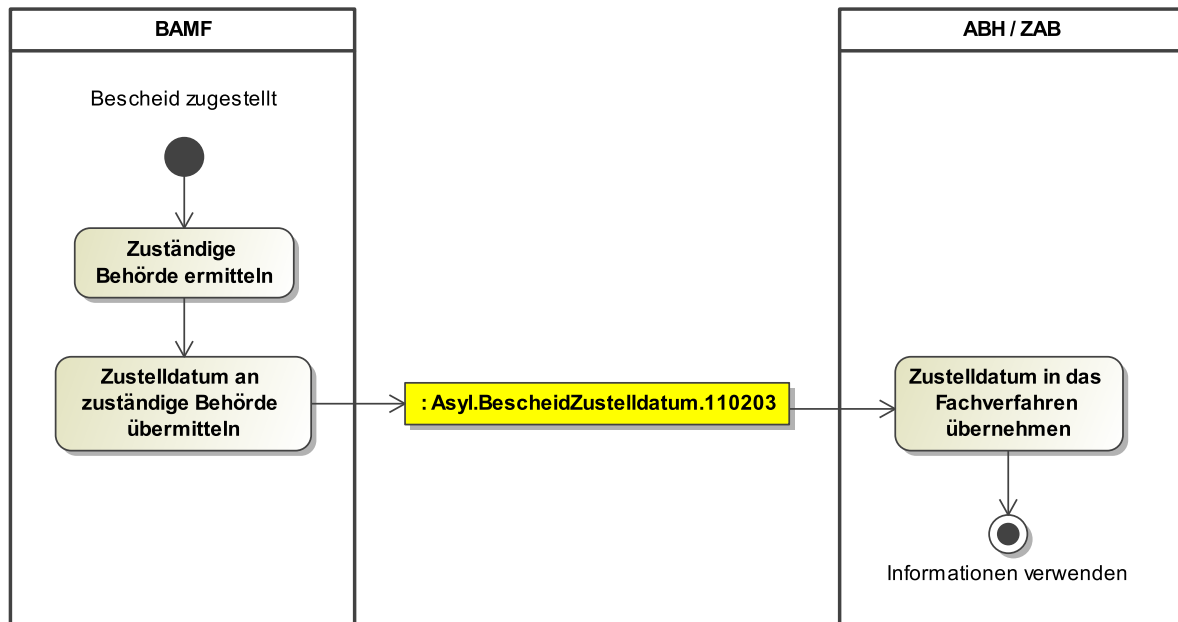 BAMF
ABH / ZAB
Bescheid zugestellt
Zuständige
Behörde ermitteln
Zustelldatum an
zuständige Behörde
übermitteln
: Asyl.BescheidZustelldatum.110203
Zustelldatum in das
Fachverfahren
übernehmen
Informationen verwenden